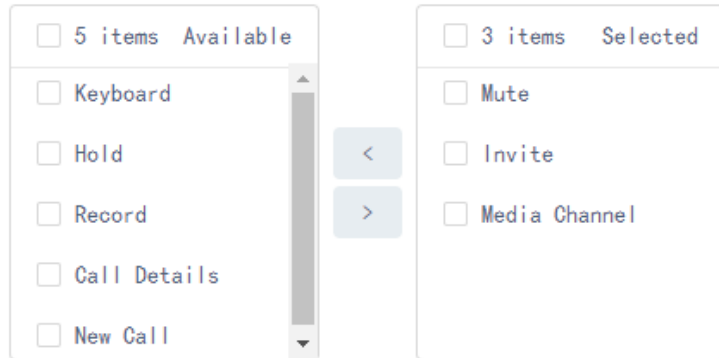 5 items Available
Keyboard
Hold
Record
Call Details
New Call
<
>
3 items Selected
Mute
Invite
Media Channel